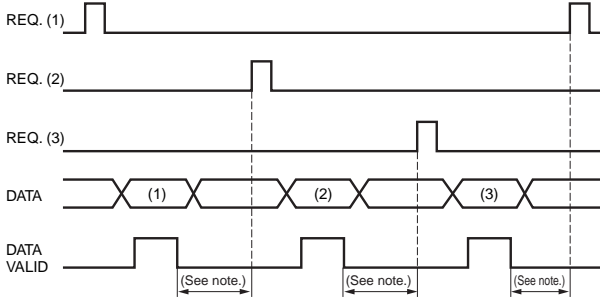 REQ. (1)
REQ. (2)
REQ. (3)
DATA
(1)
(2)
(3)
DATA
VALID
(See note.)
(See note.)
(See note.)